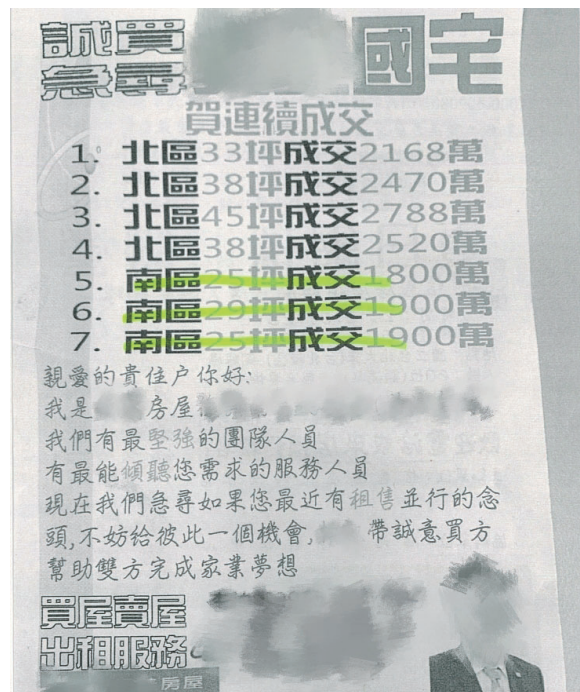 誠買
急尋 國宅
賀連續成交
1. 北區33坪成交2168萬
2. 北區38坪成交2470萬
3. 北區45坪成交2788萬
4. 北區38坪成交2520萬
5. 南區25坪成交1800萬
6. 南區29坪成交1900萬
7. 南區25坪成交1900萬
親愛的貴住户你好:
我是 房屋
我們有最堅強的團隊人員
有最能傾聽您需求的服務人員
現在我們急尋如果您最近有租售並行的念
頭,不妨給彼此一個機會, 帶誠意買方
幫助雙方完成家業夢想
買屋賣屋
出租服務
房屋